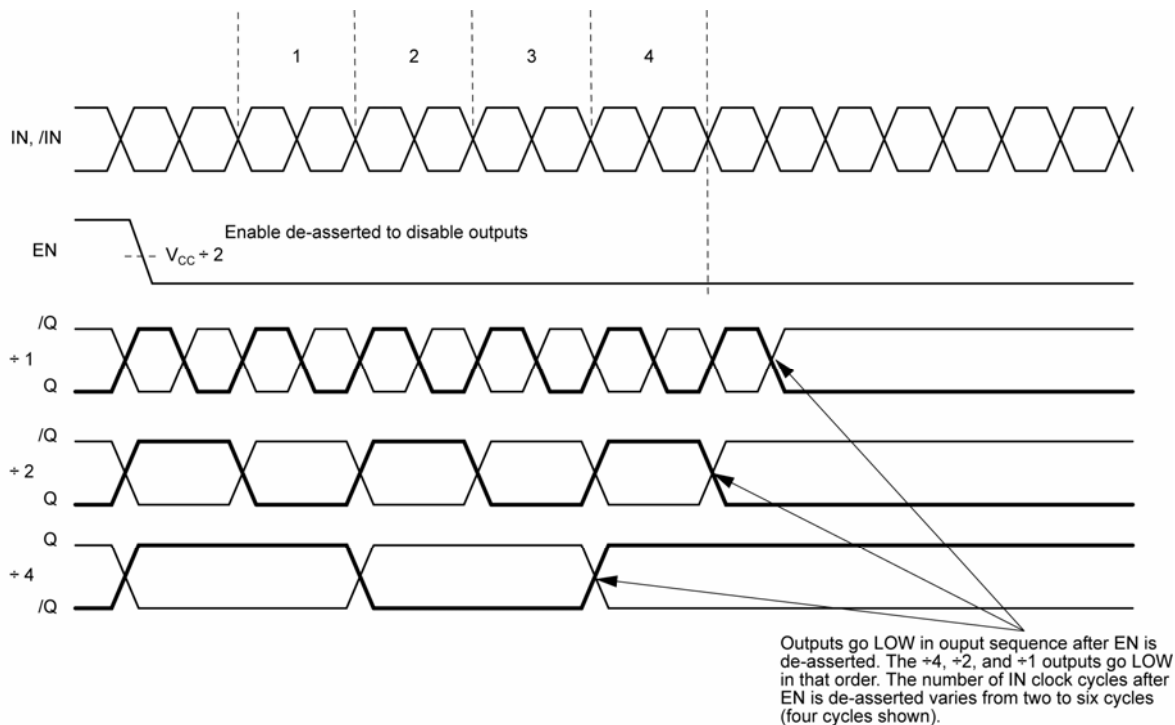 1 2 3 4
IN, /IN
EN
VCC ÷ 2
Enable de-asserted to disable outputs
/Q
÷ 1
Q
/Q
÷ 2
Q
Q
÷ 4
/Q
Outputs go LOW in ouput sequence after EN is
de-asserted. The ÷4, ÷2, and ÷1 outputs go LOW
in that order. The number of IN clock cycles after
EN is de-asserted varies from two to six cycles
(four cycles shown).